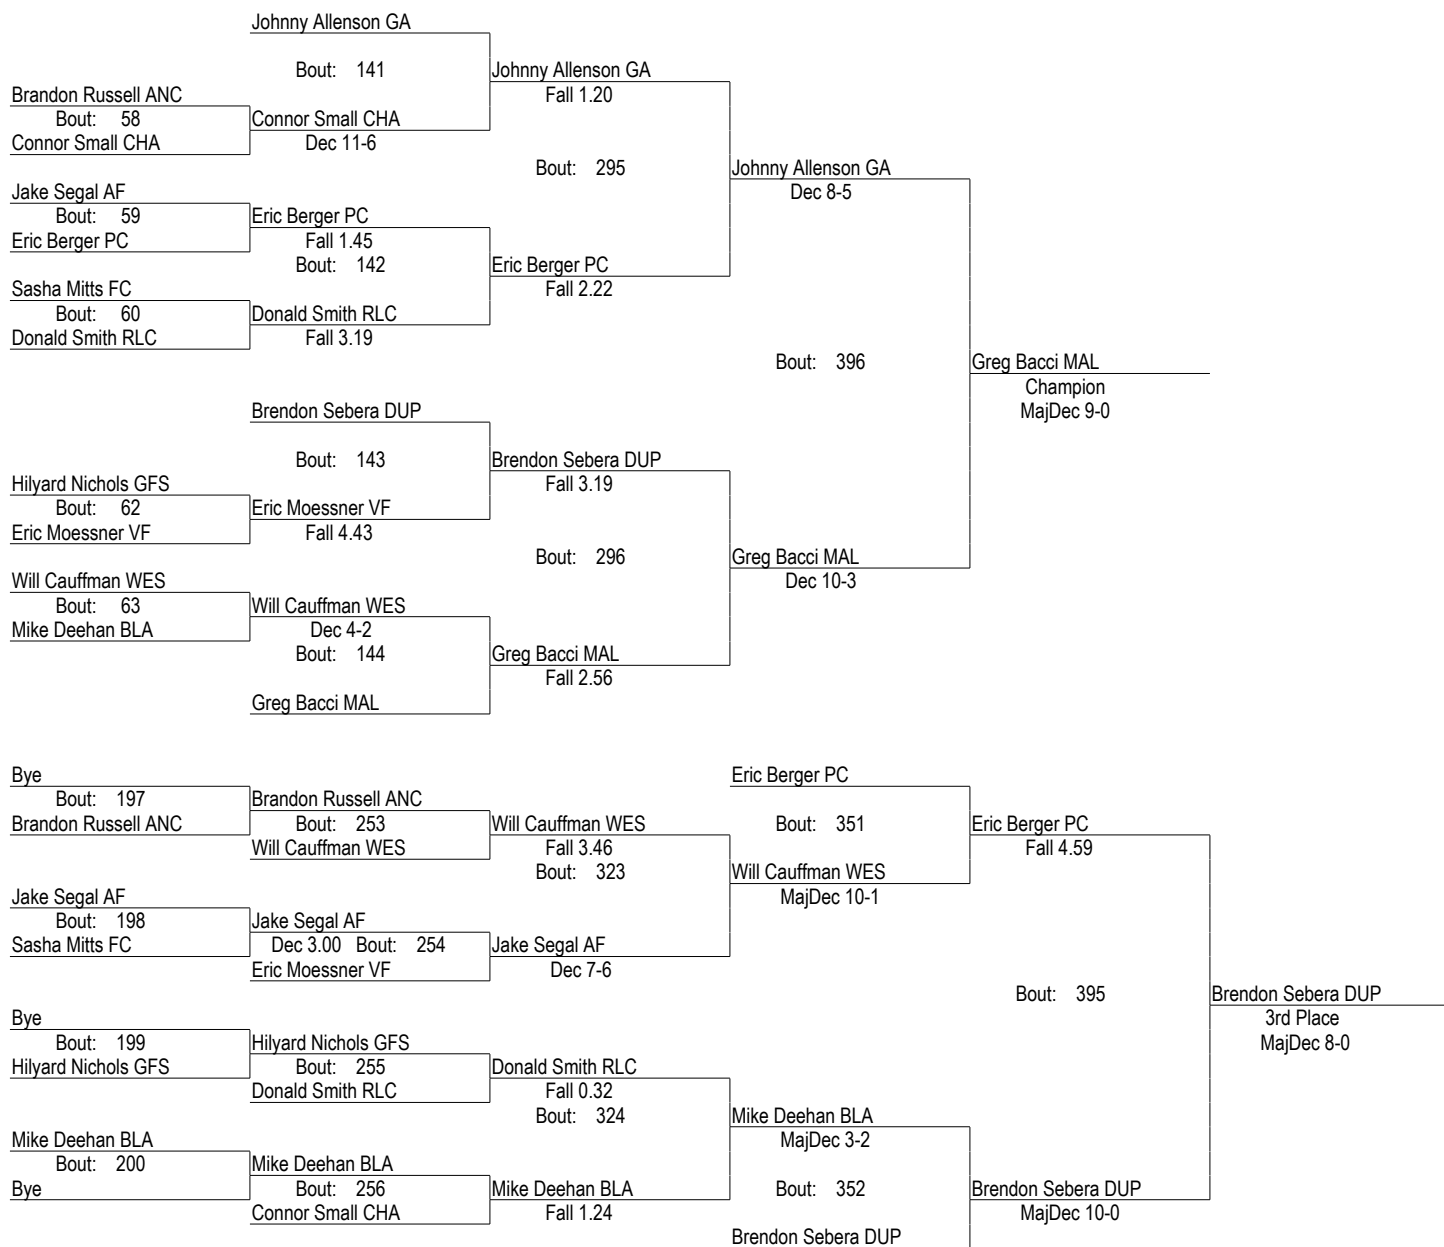 Johnny Allenson GA
Bout: 141
Johnny Allenson GA
Brandon Russell ANC
Fall 1.20
Bout: 58
Connor Small CHA
Connor Small CHA
Dec 11-6
Bout: 295
Johnny Allenson GA
Jake Segal AF
Dec 8-5
Bout: 59
Eric Berger PC
Eric Berger PC
Fall 1.45
Bout: 142
Eric Berger PC
Sasha Mitts FC
Fall 2.22
Bout: 60
Donald Smith RLC
Donald Smith RLC
Fall 3.19
Bout: 396
Greg Bacci MAL
Champion
Brendon Sebera DUP
MajDec 9-0
Bout: 143
Brendon Sebera DUP
Hilyard Nichols GFS
Fall 3.19
Bout: 62
Eric Moessner VF
Eric Moessner VF
Fall 4.43
Bout: 296
Greg Bacci MAL
Will Cauffman WES
Dec 10-3
Bout: 63
Will Cauffman WES
Mike Deehan BLA
Dec 4-2
Bout: 144
Greg Bacci MAL
Fall 2.56
Greg Bacci MAL
Bye
Eric Berger PC
Bout: 197
Brandon Russell ANC
Brandon Russell ANC
Bout: 253
Will Cauffman WES
Bout: 351
Eric Berger PC
Will Cauffman WES
Fall 3.46
Fall 4.59
Bout: 323
Will Cauffman WES
Jake Segal AF
MajDec 10-1
Bout: 198
Jake Segal AF
Sasha Mitts FC
Dec 3.00 Bout: 254
Jake Segal AF
Eric Moessner VF
Dec 7-6
Bout: 395
Brendon Sebera DUP
Bye
3rd Place
Bout: 199
Hilyard Nichols GFS
MajDec 8-0
Hilyard Nichols GFS
Bout: 255
Donald Smith RLC
Donald Smith RLC
Fall 0.32
Bout: 324
Mike Deehan BLA
Mike Deehan BLA
MajDec 3-2
Bout: 200
Mike Deehan BLA
Bye
Bout: 256
Mike Deehan BLA
Bout: 352
Brendon Sebera DUP
Connor Small CHA
Fall 1.24
MajDec 10-0
Brendon Sebera DUP